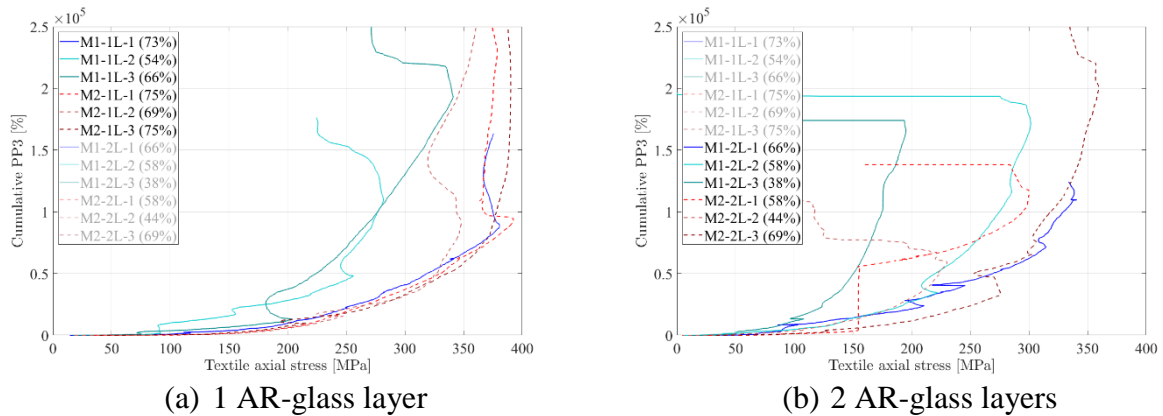 2.5 ×10⁵
2
1.5
1
0.5
0
Cumulative PP3 [%]
M1-1L-1 (73%)
M1-1L-2 (54%)
M1-1L-3 (66%)
M2-1L-1 (75%)
M2-1L-2 (69%)
M2-1L-3 (75%)
M1-2L-1 (66%)
M1-2L-2 (58%)
M1-2L-3 (38%)
M2-2L-1 (58%)
M2-2L-2 (44%)
M2-2L-3 (69%)
0 50 100 150 200 250 300 350 400
Textile axial stress [MPa]
(a) 1 AR-glass layer
2.5 ×10⁵
2
1.5
1
0.5
0
Cumulative PP3 [%]
M1-1L-1 (73%)
M1-1L-2 (54%)
M1-1L-3 (66%)
M2-1L-1 (75%)
M2-1L-2 (69%)
M2-1L-3 (75%)
M1-2L-1 (66%)
M1-2L-2 (58%)
M1-2L-3 (38%)
M2-2L-1 (58%)
M2-2L-2 (44%)
M2-2L-3 (69%)
0 50 100 150 200 250 300 350 400
Textile axial stress [MPa]
(b) 2 AR-glass layers